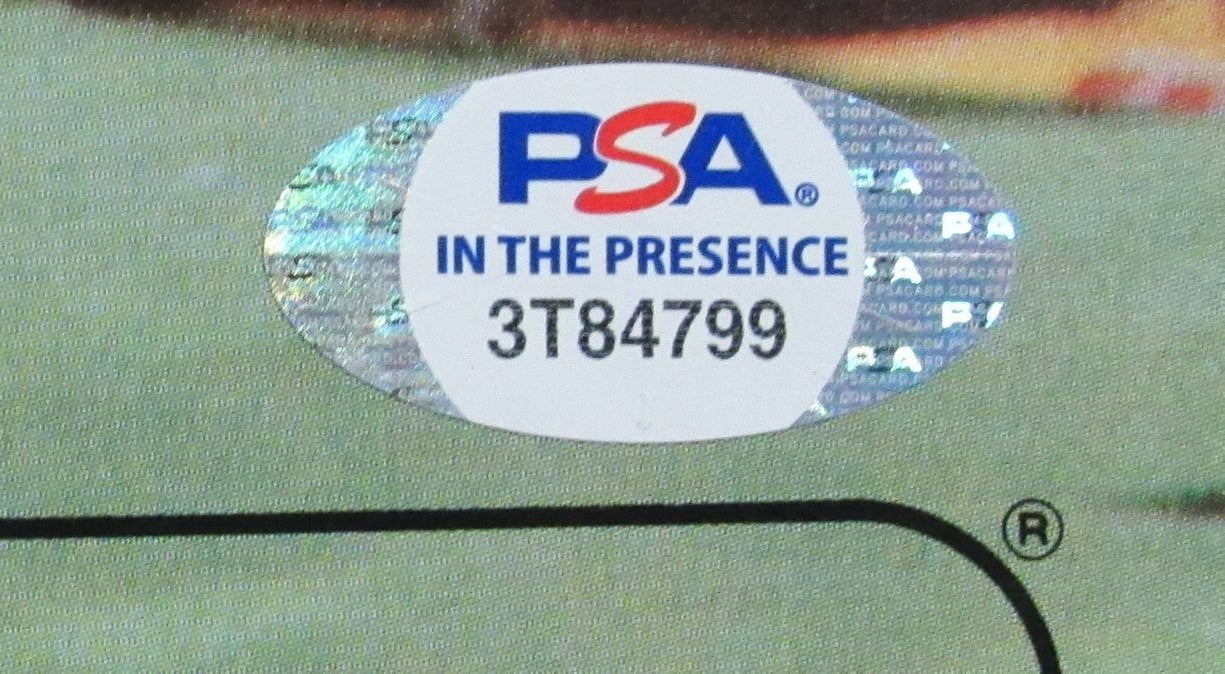 PSA®
IN THE PRESENCE
3T84799
®